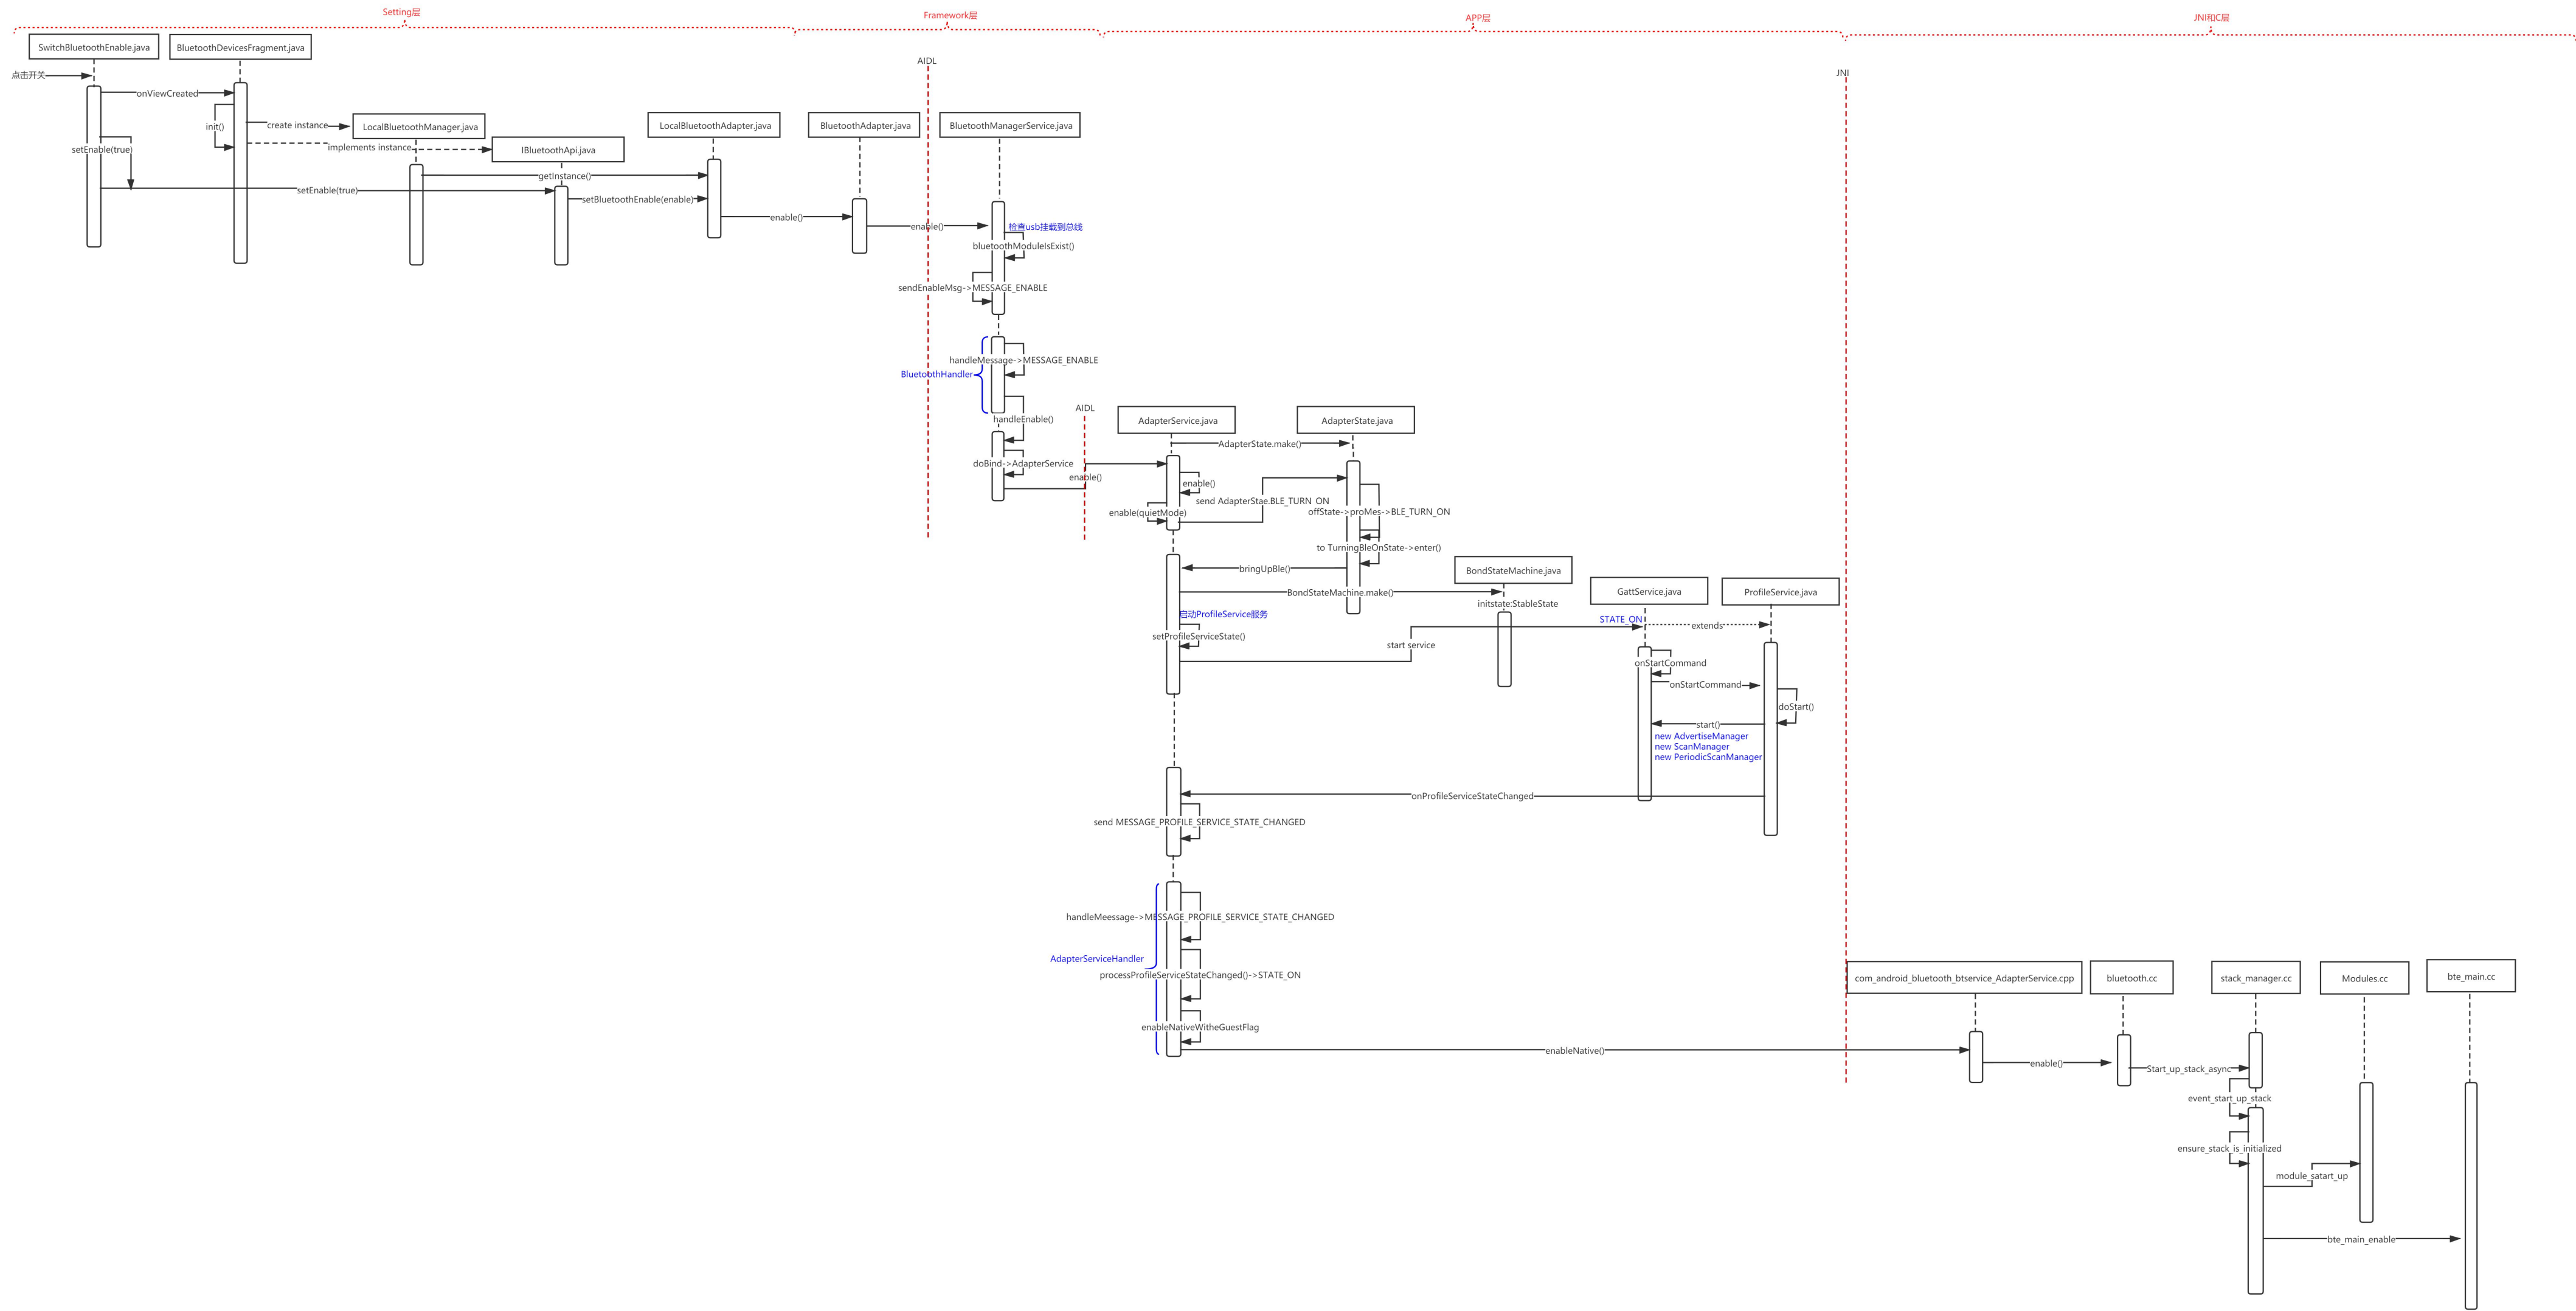 Setting层
Framework层
APP层
JNI和C层
SwitchBluetoothEnable.java
BluetoothDevicesFragment.java
点击开关
AIDL
JNI
onViewCreated
init()
create instance
LocalBluetoothManager.java
LocalBluetoothAdapter.java
BluetoothAdapter.java
BluetoothManagerService.java
setEnable(true)
implements instance
IBluetoothApi.java
getInstance()
setEnable(true)
setBluetoothEnable(enable)
enable()
enable()
检查usb挂载到总线
bluetoothModuleIsExist()
sendEnableMsg->MESSAGE_ENABLE
handleMessage->MESSAGE_ENABLE
BluetoothHandler
handleEnable()
AIDL
AdapterService.java
AdapterState.java
AdapterState.make()
doBind->AdapterService
enable()
enable()
send AdapterStae.BLE_TURN_ON
enable(quietMode)
offState->proMes->BLE_TURN_ON
to TurningBleOnState->enter()
bringUpBle()
BondStateMachine.java
BondStateMachine.make()
initstate:StableState
GattService.java
ProfileService.java
启动ProfileService服务
STATE_ON
extends
setProfileServiceState()
start service
onStartCommand
onStartCommand
doStart()
start()
new AdvertiseManager
new ScanManager
new PeriodicScanManager
onProfileServiceStateChanged
send MESSAGE_PROFILE_SERVICE_STATE_CHANGED
handleMeessage->MESSAGE_PROFILE_SERVICE_STATE_CHANGED
AdapterServiceHandler
processProfileServiceStateChanged()->STATE_ON
enableNativeWitheGuestFlag
enableNative()
com_android_bluetooth_btservice_AdapterService.cpp
bluetooth.cc
stack_manager.cc
Modules.cc
bte_main.cc
enable()
Start_up_stack_async
event_start_up_stack
ensure_stack_is_initialized
module_satart_up
bte_main_enable